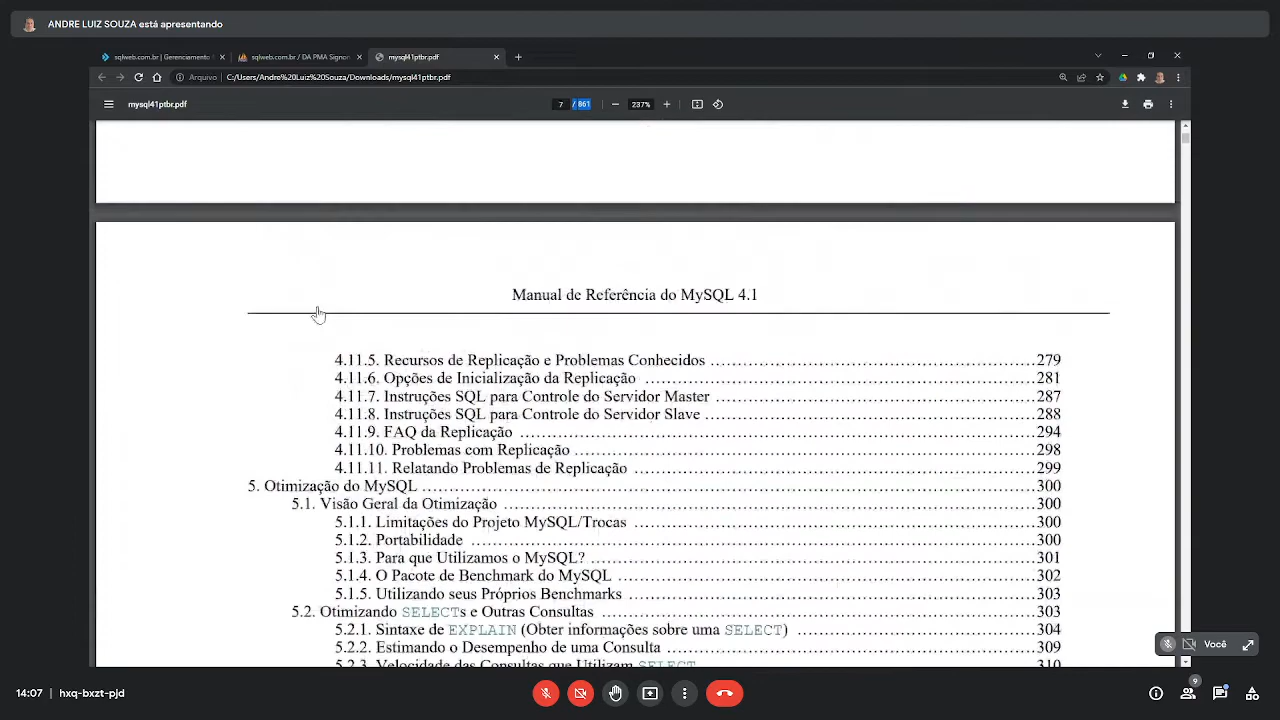 ANDRE LUIZ SOUZA está apresentando
sqlweb.com.br | Gerenciamento
sqlweb.com.br / DA PMA Signon
mysql41ptbr.pdf
Arquivo C:/Users/Andre%20Luiz%20Souza/Downloads/mysql41ptbr.pdf
mysql41ptbr.pdf 7 / 861 237%
Manual de Referência do MySQL 4.1
4.11.5. Recursos de Replicação e Problemas Conhecidos ........ 279
4.11.6. Opções de Inicialização da Replicação ........ 281
4.11.7. Instruções SQL para Controle do Servidor Master ........ 287
4.11.8. Instruções SQL para Controle do Servidor Slave ........ 288
4.11.9. FAQ da Replicação ........ 294
4.11.10. Problemas com Replicação ........ 298
4.11.11. Relatando Problemas de Replicação ........ 299
5. Otimização do MySQL ........ 300
5.1. Visão Geral da Otimização ........ 300
5.1.1. Limitações do Projeto MySQL/Trocas ........ 300
5.1.2. Portabilidade ........ 300
5.1.3. Para que Utilizamos o MySQL? ........ 301
5.1.4. O Pacote de Benchmark do MySQL ........ 302
5.1.5. Utilizando seus Próprios Benchmarks ........ 303
5.2. Otimizando SELECTs e Outras Consultas ........ 303
5.2.1. Sintaxe de EXPLAIN (Obter informações sobre uma SELECT) ........ 304
5.2.2. Estimando o Desempenho de uma Consulta ........ 309
5.2.3. Velocidade das Consultas que Utilizam SELECT ........ 310
Você
14:07 hxq-bxzt-pjd
9